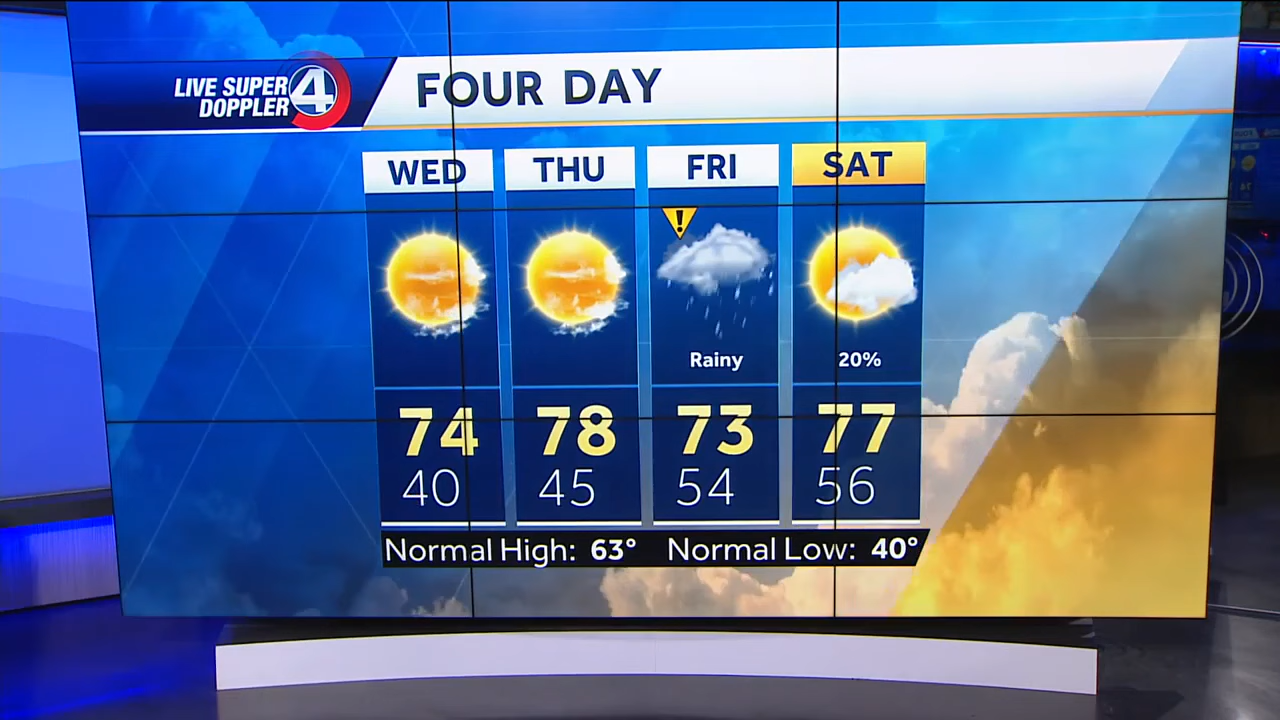 LIVE SUPER
DOPPLER 4
FOUR DAY
WED THU FRI SAT
!
Rainy 20%
74 78 73 77
40 45 54 56
Normal High: 63° Normal Low: 40°